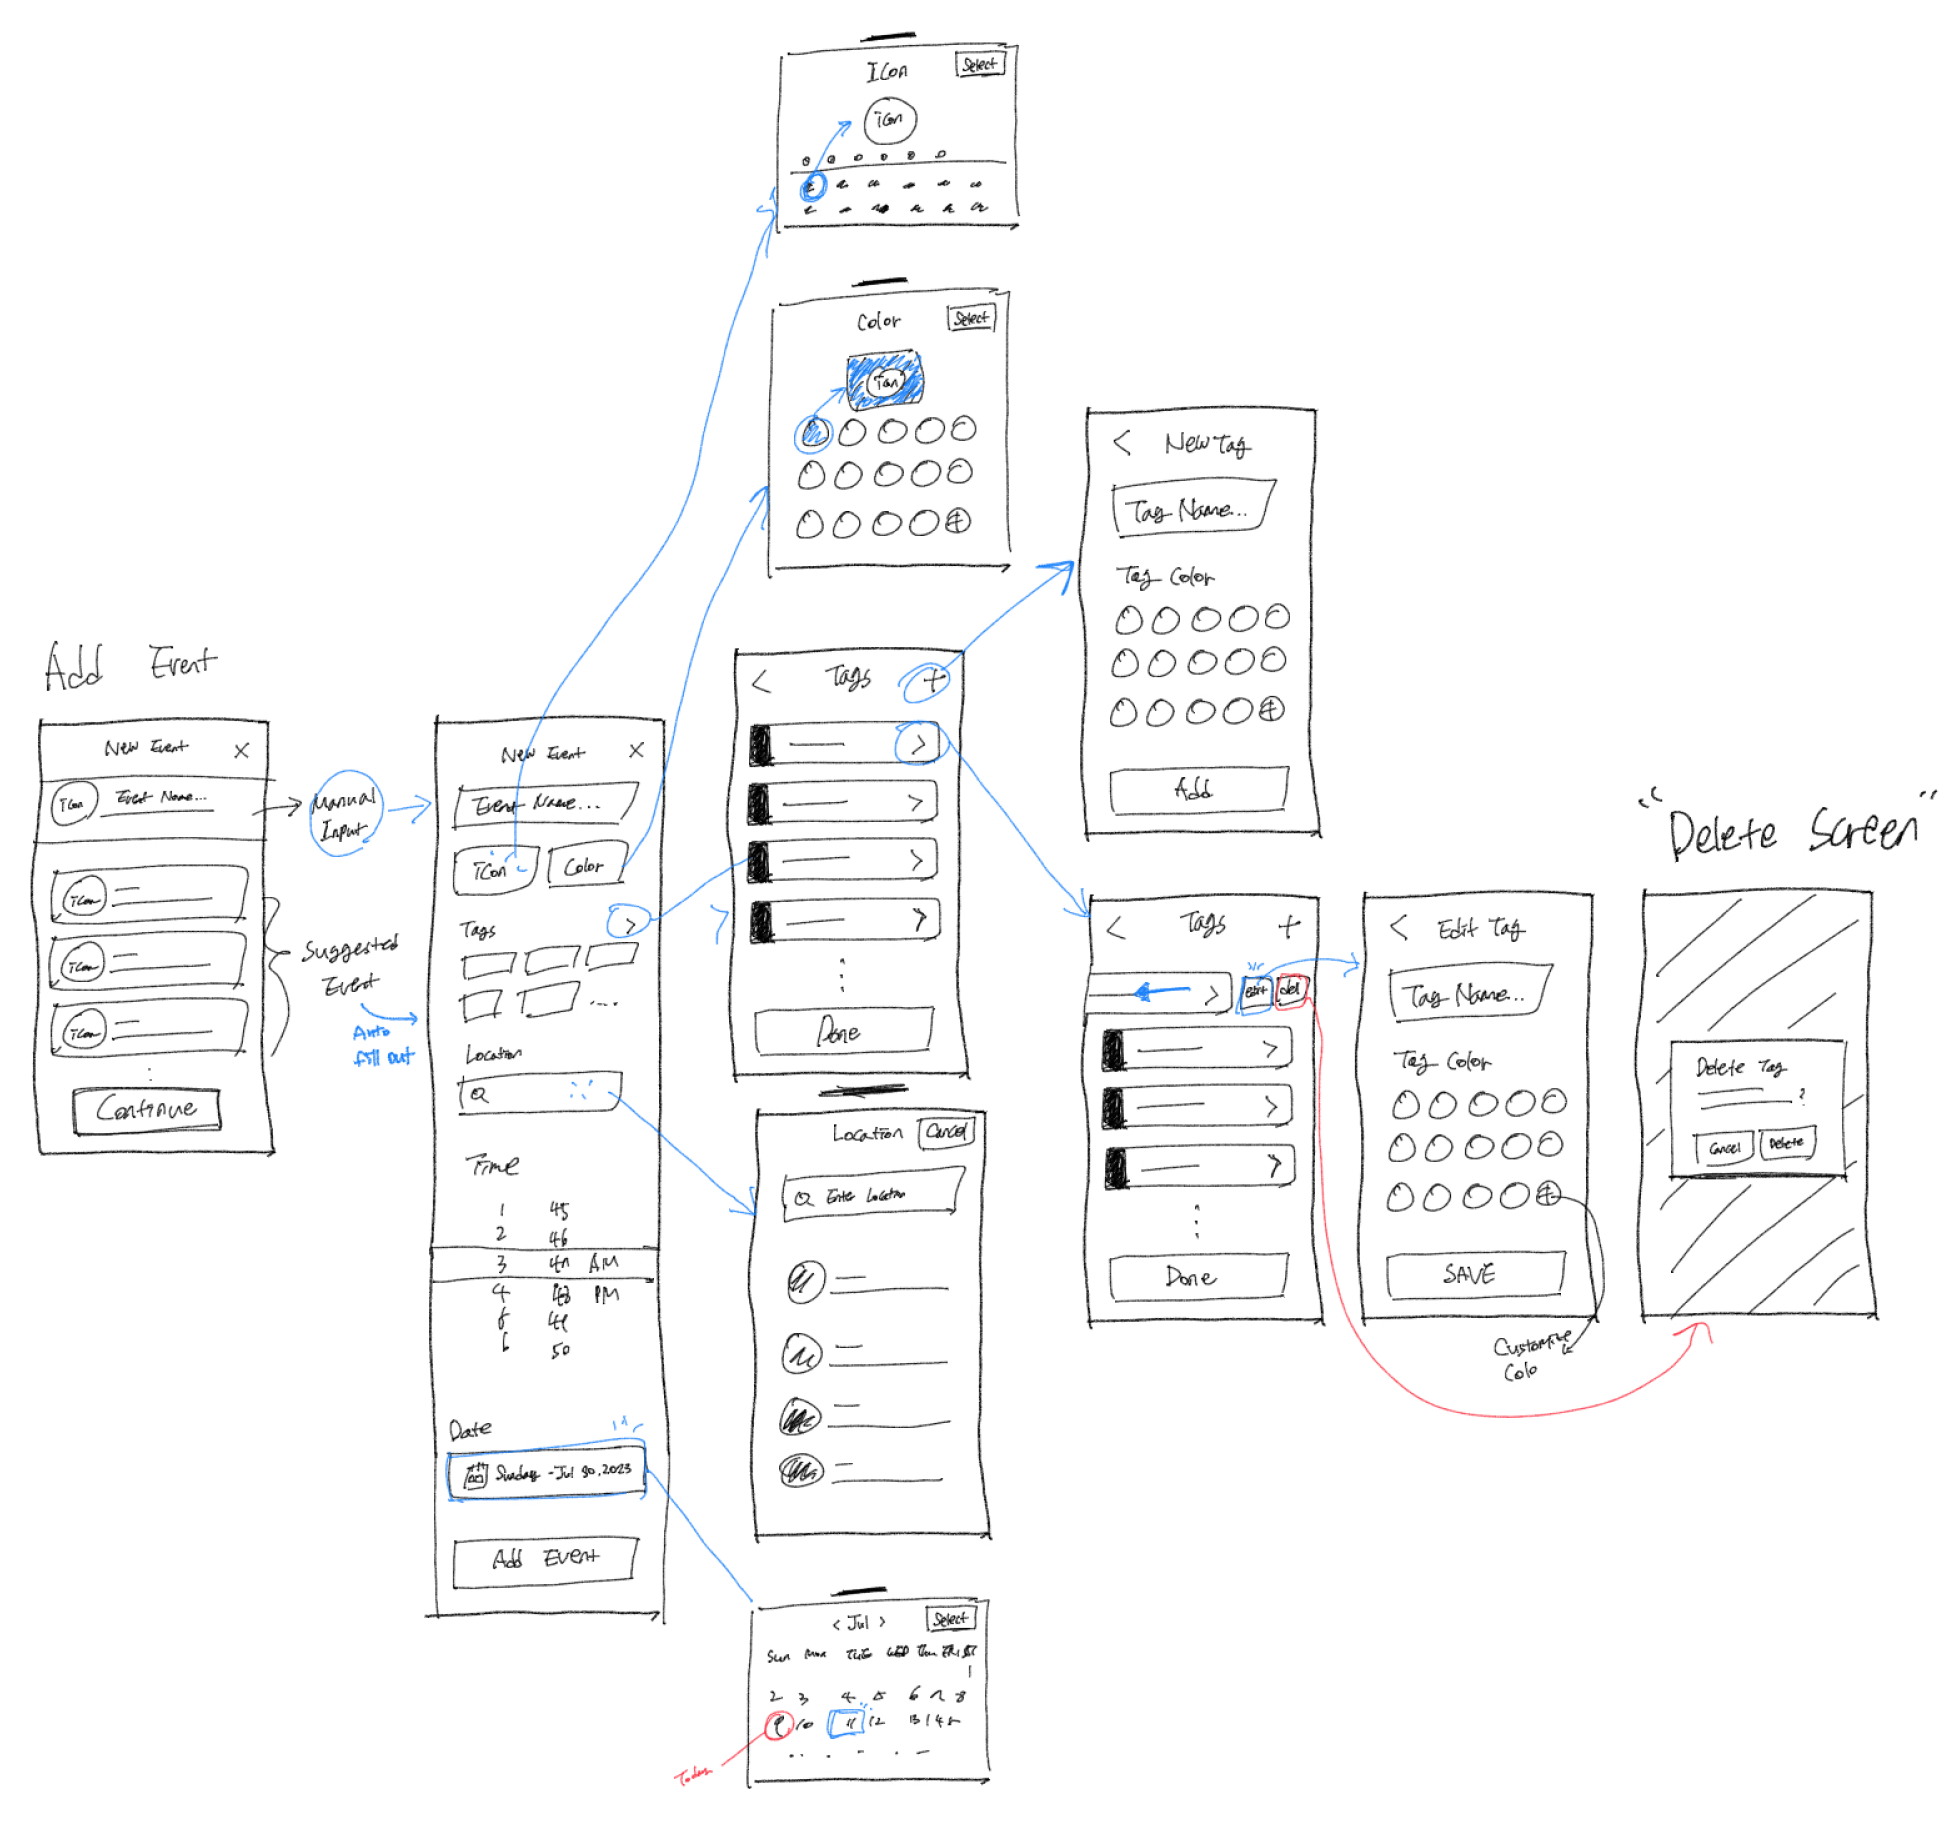 Add Event
New Event X
Icon Event Name...
Icon
Icon
Icon
Continue
Manual
Input
Suggested
Event
Auto
fill out
New Event X
Event Name...
Icon
Color
Tags >
Location
Time
1 45
2 46
3 47 AM
4 48 PM
5 49
6 50
Date
Sunday - Jul 30, 2023
Add Event
Icon
Select
Icon
Color
Select
Icon
< Tags +
>
>
>
>
Done
Location
Cancel
Enter Location
< Jul >
Select
Sun Mon TUE WED Thu FRI SAT
1
2 3 4 5 6 7 8
9 10 11 12 13 14 15
Today
< New Tag
Tag Name...
Tag Color
Add
< Tags +
> edit del
>
>
>
Done
< Edit Tag
Tag Name...
Tag Color
SAVE
Customize
Colo
"Delete Screen"
Delete Tag
?
Cancel
Delete